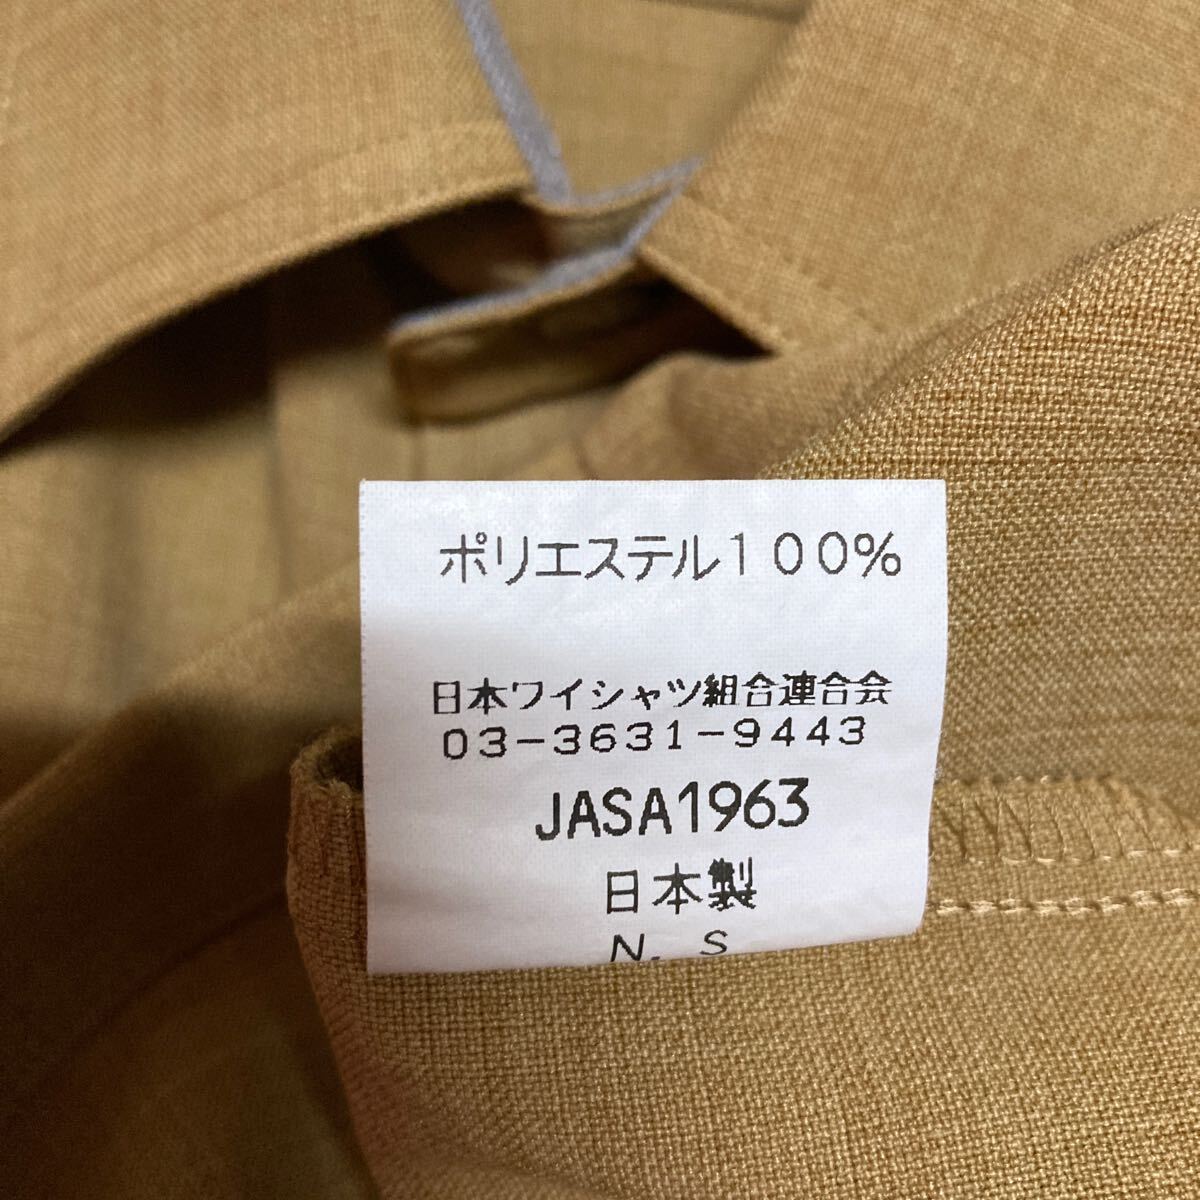 ポリエステル100%
日本ワイシャツ組合連合会
03-3631-9443
JASA1963
日本製
N. S